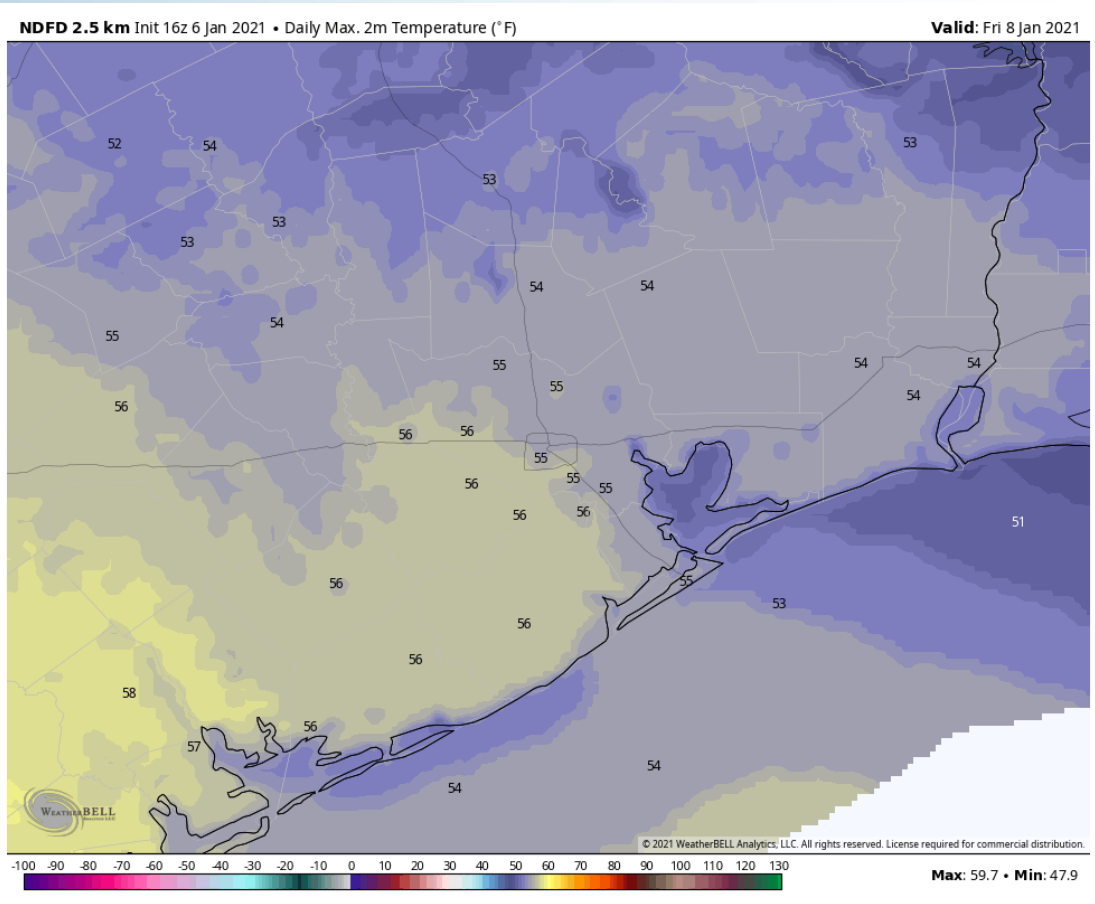 NDFD 2.5 km Init 16z 6 Jan 2021 • Daily Max. 2m Temperature (°F) Valid: Fri 8 Jan 2021
52 54 53
53
53
53
54 54
54
55
55 54 54
55 54
56
56 56
55
56 55 55
56 56
51
56 55
53
56
56
58
56
57
54
54
WEATHERBELL
© 2021 WeatherBELL Analytics, LLC. All rights reserved. License required for commercial distribution.
-100 -90 -80 -70 -60 -50 -40 -30 -20 -10 0 10 20 30 40 50 60 70 80 90 100 110 120 130
Max: 59.7 • Min: 47.9